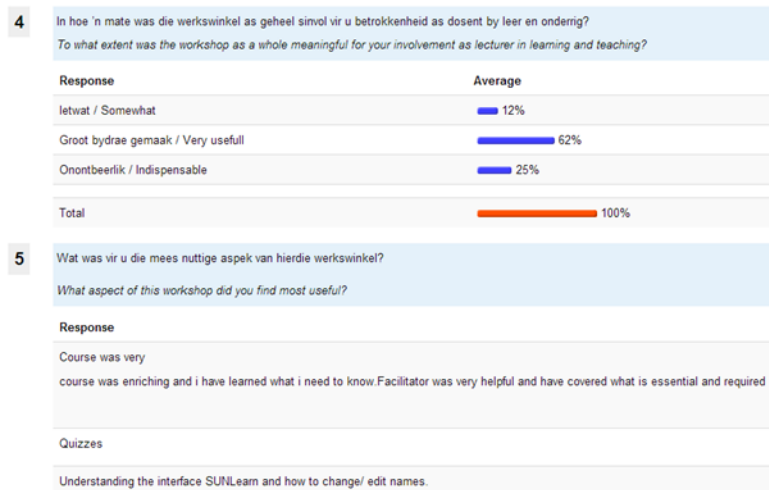 4
In hoe 'n mate was die werkswinkel as geheel sinvol vir u betrokkenheid as dosent by leer en onderrig?
To what extent was the workshop as a whole meaningful for your involvement as lecturer in learning and teaching?
Response Average
Ietwat / Somewhat 12%
Groot bydrae gemaak / Very usefull 62%
Onontbeerlik / Indispensable 25%
Total 100%
5
Wat was vir u die mees nuttige aspek van hierdie werkswinkel?
What aspect of this workshop did you find most useful?
Response
Course was very
course was enriching and i have learned what i need to know.Facilitator was very helpful and have covered what is essential and required
Quizzes
Understanding the interface SUNLearn and how to change/ edit names.